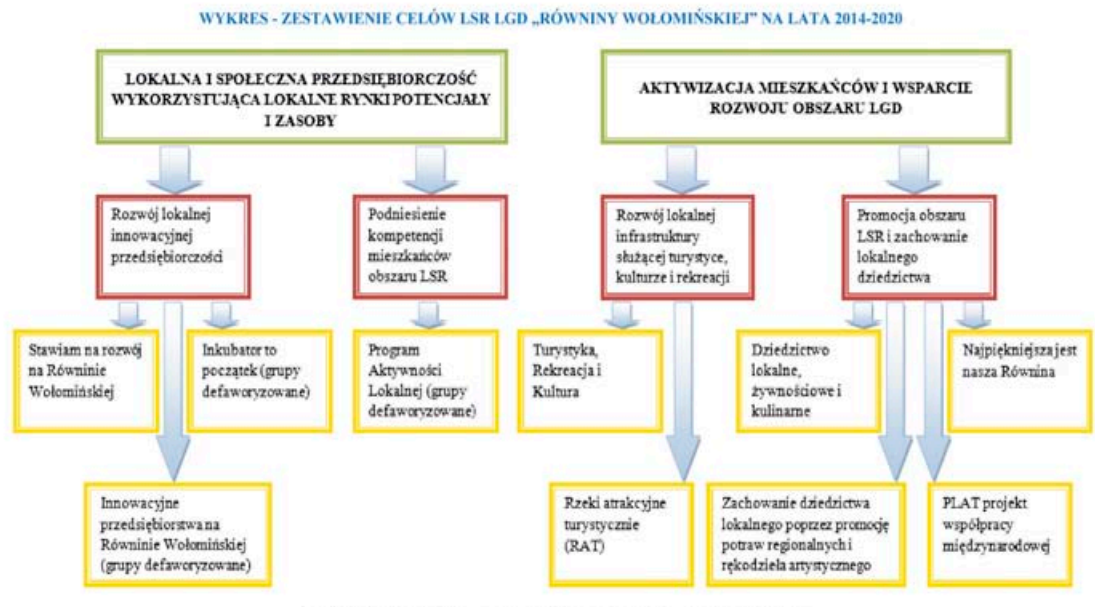 WYKRES - ZESTAWIENIE CELÓW LSR LGD „RÓWNINY WOŁOMIŃSKIEJ” NA LATA 2014-2020
LOKALNA I SPOŁECZNA PRZEDSIĘBIORCZOŚĆ
WYKORZYSTUJĄCA LOKALNE RYNKI POTENCJAŁY
I ZASOBY
AKTYWIZACJA MIESZKAŃCÓW I WSPARCIE
ROZWOJU OBSZARU LGD
Rozwój lokalnej
innowacyjnej
przedsiębiorczości
Podniesienie
kompetencji
mieszkańców
obszaru LSR
Rozwój lokalnej
infrastruktury
służącej turystyce,
kulturze i rekreacji
Promocja obszaru
LSR i zachowanie
lokalnego
dziedzictwa
Stawiam na rozwój
na Równinie
Wołomińskiej
Inkubator to
początek (grupy
defaworyzowane)
Program
Aktywności
Lokalnej (grupy
defaworyzowane)
Turystyka,
Rekreacja i
Kultura
Dziedzictwo
lokalne,
żywnościowe i
kulinarne
Najpiękniejsza jest
nasza Równina
Innowacyjne
przedsiębiorstwa na
Równinie Wołomińskiej
(grupy defaworyzowane)
Rzeki atrakcyjne
turystycznie
(RAT)
Zachowanie dziedzictwa
lokalnego poprzez promocję
potraw regionalnych i
rękodzieła artystycznego
PLAT projekt
współpracy
międzynarodowej